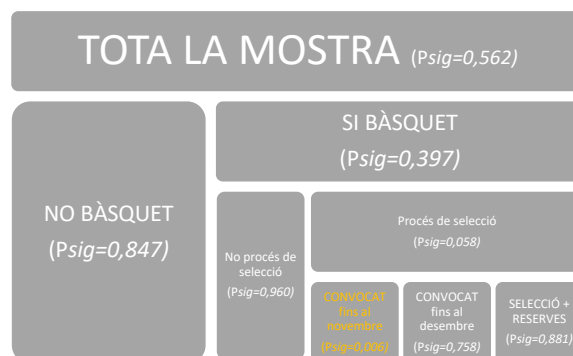 TOTA LA MOSTRA (Psig=0,562)
SI BÀSQUET
(Psig=0,397)
NO BÀSQUET
(Psig=0,847)
No procés de
selecció
(Psig=0,960)
Procés de selecció
(Psig=0,058)
CONVOCAT
fins al
novembre
(Psig=0,006)
CONVOCAT
fins al
desembre
(Psig=0,758)
SELECCIÓ +
RESERVES
(Psig=0,881)